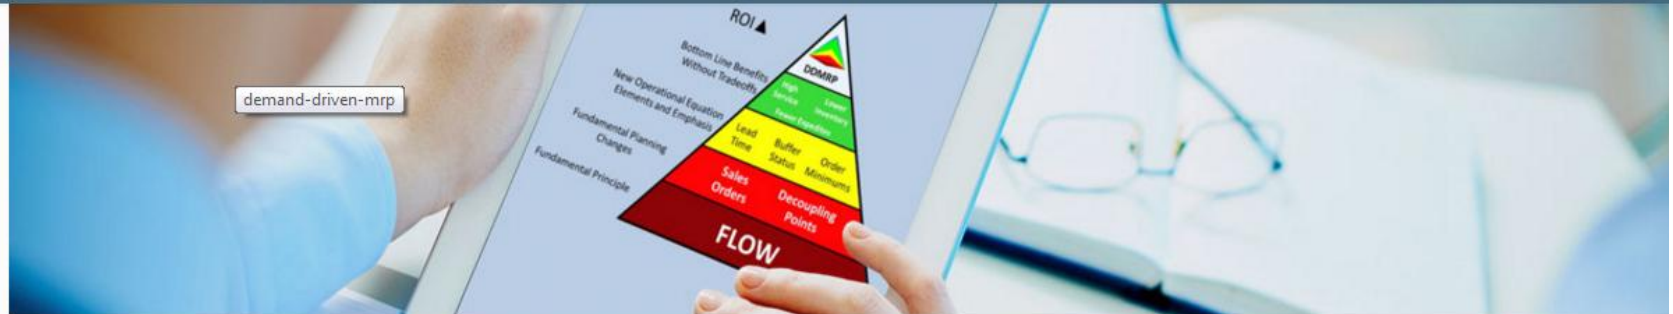 ROI▲
DDMRP
Bottom Line Benefits
Without Tradeoffs
High
Service
Lower
Inventory
Fewer Expedites
New Operational Equation
Elements and Emphasis
Lead
Time
Buffer
Status
Order
Minimums
Fundamental Planning
Changes
Sales
Orders
Decoupling
Points
Fundamental Principle
FLOW
demand-driven-mrp